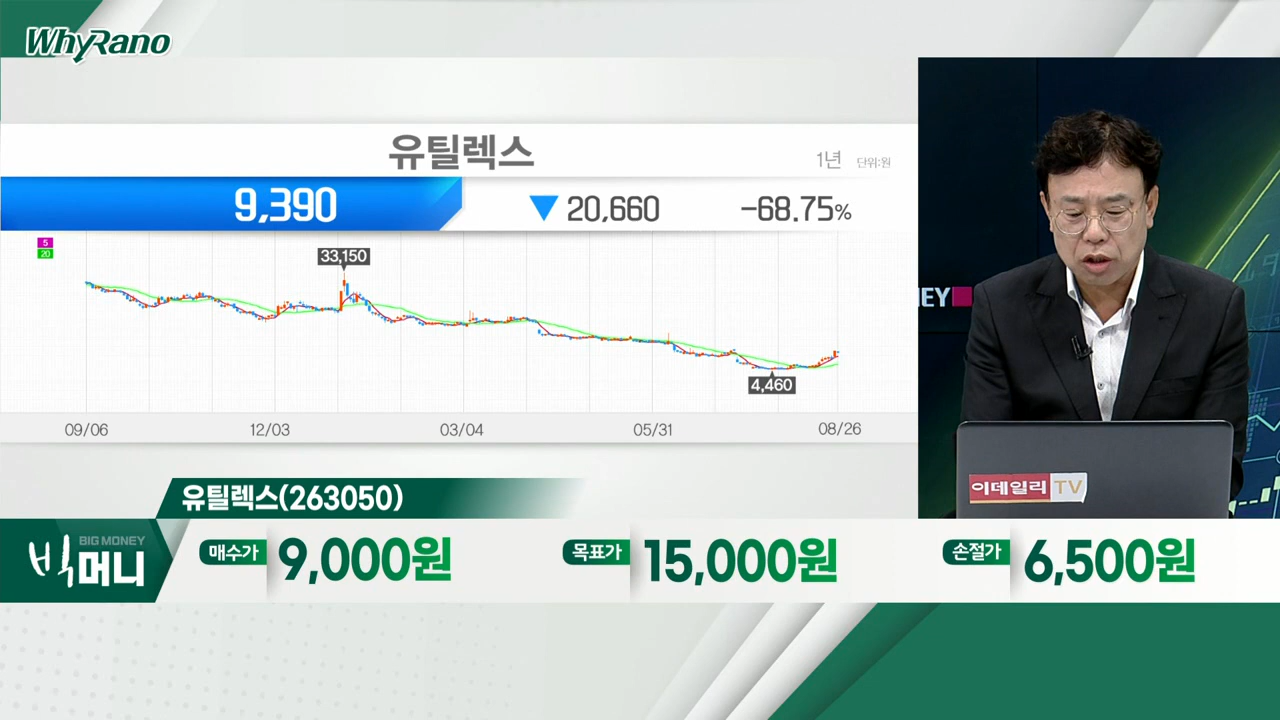 WhyRano
유틸렉스
1년 단위:원
9,390 ▼ 20,660 -68.75%
5
20
33,150
4,460
09/06 12/03 03/04 05/31 08/26
NEY
이데일리 TV
유틸렉스(263050)
BIG MONEY
빅머니
매수가 9,000원 목표가 15,000원 손절가 6,500원